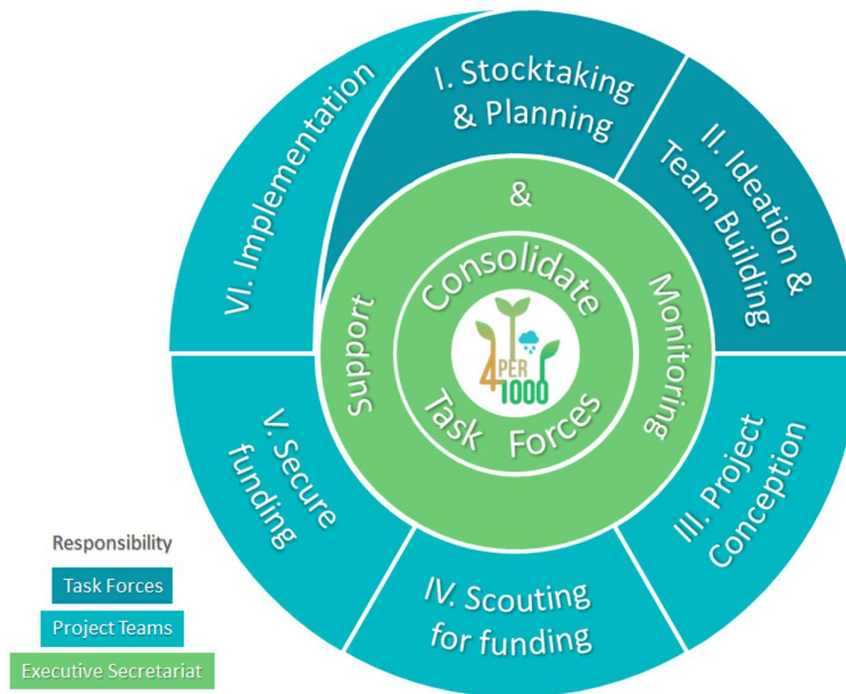 I. Stocktaking
& Planning
II. Ideation &
Team Building
III. Project
Conception
IV. Scouting
for funding
V. Secure
funding
VI. Implementation
Support
&
Monitoring
Consolidate
Task Forces
4
PER
1000
Responsibility
Task Forces
Project Teams
Executive Secretariat